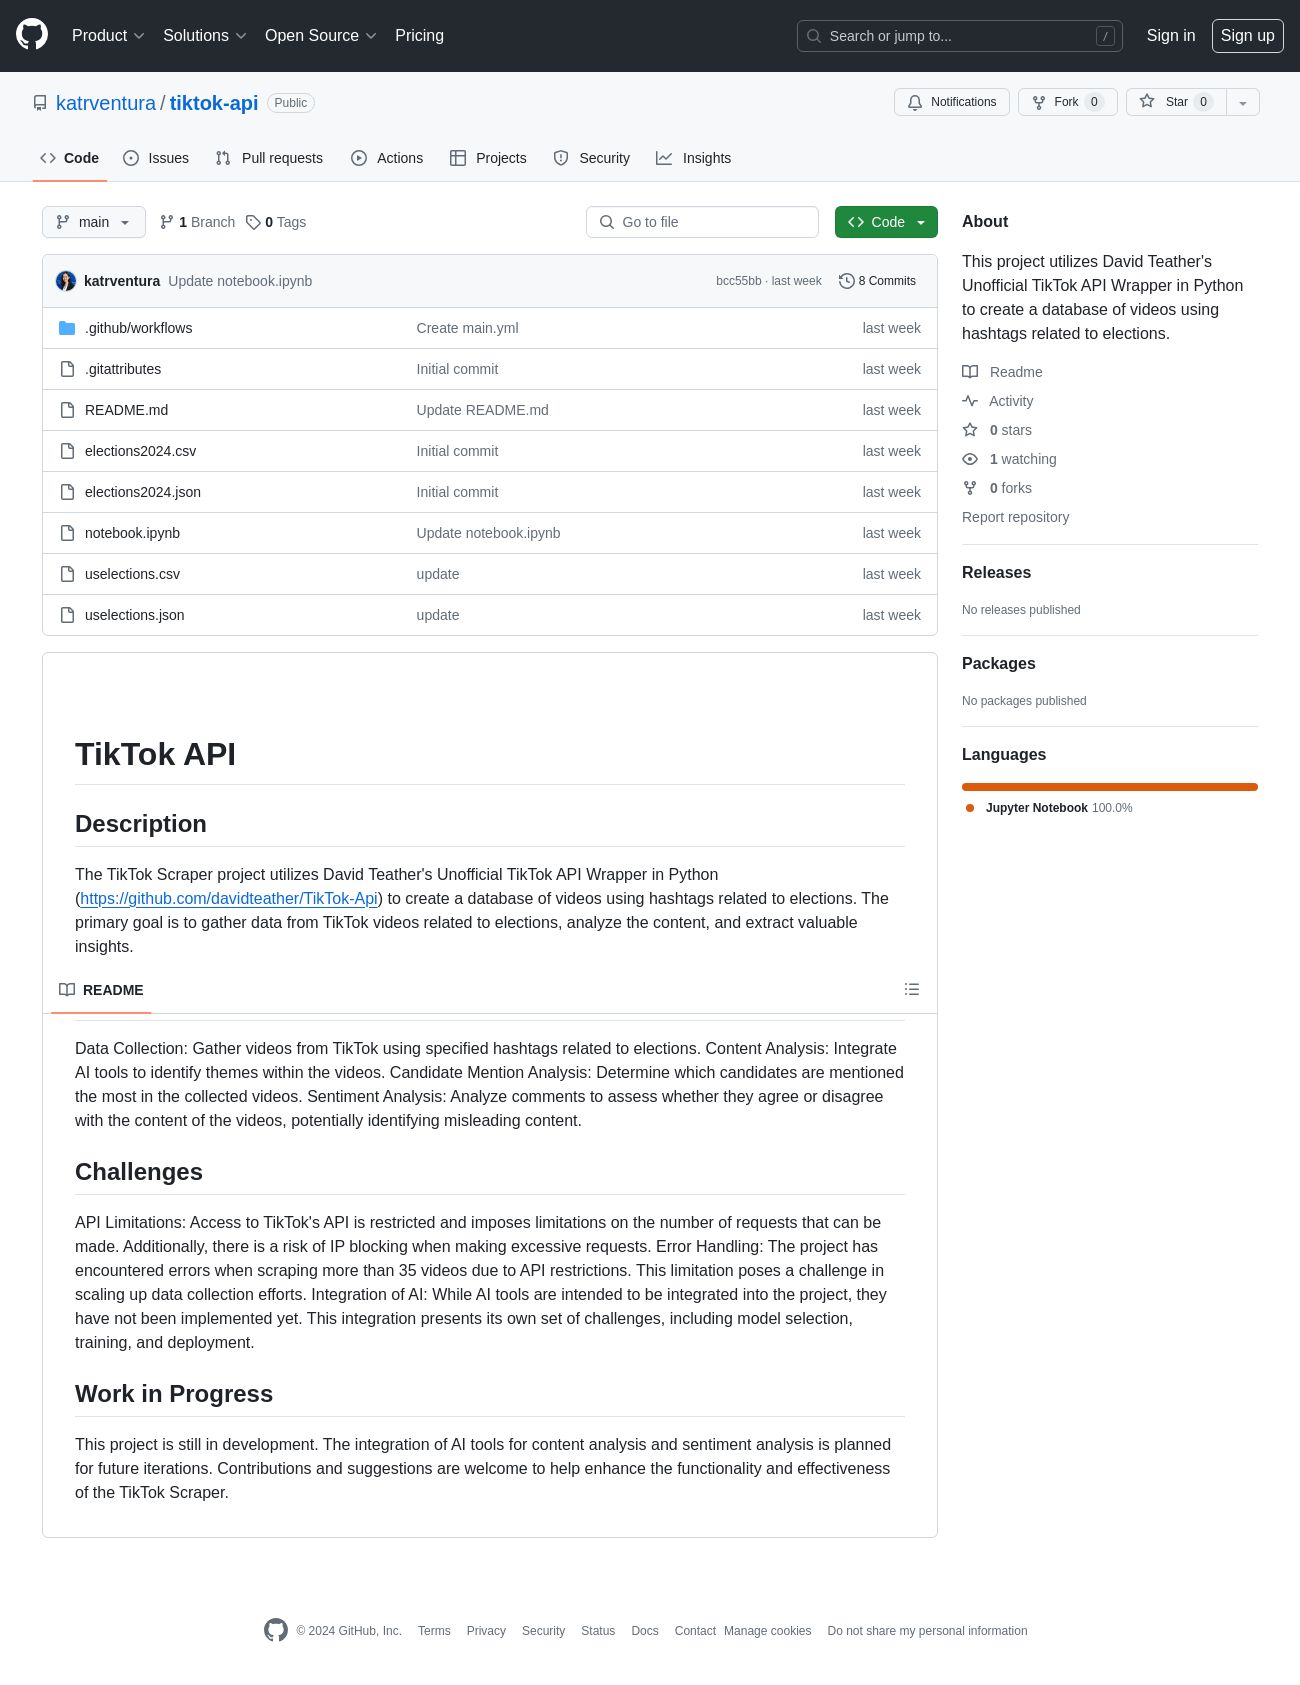 Product
Solutions
Open Source
Pricing
Search or jump to...
/
Sign in
Sign up
katrventura / tiktok-api
Public
Notifications
Fork 0
Star 0
Code
Issues
Pull requests
Actions
Projects
Security
Insights
main
1 Branch
0 Tags
Go to file
Code
katrventura Update notebook.ipynb
bcc55bb · last week
8 Commits
.github/workflows Create main.yml last week
.gitattributes Initial commit last week
README.md Update README.md last week
elections2024.csv Initial commit last week
elections2024.json Initial commit last week
notebook.ipynb Update notebook.ipynb last week
uselections.csv update last week
uselections.json update last week
TikTok API
Description
The TikTok Scraper project utilizes David Teather's Unofficial TikTok API Wrapper in Python
(https://github.com/davidteather/TikTok-Api) to create a database of videos using hashtags related to elections. The
primary goal is to gather data from TikTok videos related to elections, analyze the content, and extract valuable
insights.
README
Data Collection: Gather videos from TikTok using specified hashtags related to elections. Content Analysis: Integrate
AI tools to identify themes within the videos. Candidate Mention Analysis: Determine which candidates are mentioned
the most in the collected videos. Sentiment Analysis: Analyze comments to assess whether they agree or disagree
with the content of the videos, potentially identifying misleading content.
Challenges
API Limitations: Access to TikTok's API is restricted and imposes limitations on the number of requests that can be
made. Additionally, there is a risk of IP blocking when making excessive requests. Error Handling: The project has
encountered errors when scraping more than 35 videos due to API restrictions. This limitation poses a challenge in
scaling up data collection efforts. Integration of AI: While AI tools are intended to be integrated into the project, they
have not been implemented yet. This integration presents its own set of challenges, including model selection,
training, and deployment.
Work in Progress
This project is still in development. The integration of AI tools for content analysis and sentiment analysis is planned
for future iterations. Contributions and suggestions are welcome to help enhance the functionality and effectiveness
of the TikTok Scraper.
About
This project utilizes David Teather's
Unofficial TikTok API Wrapper in Python
to create a database of videos using
hashtags related to elections.
Readme
Activity
0 stars
1 watching
0 forks
Report repository
Releases
No releases published
Packages
No packages published
Languages
Jupyter Notebook 100.0%
© 2024 GitHub, Inc.
Terms
Privacy
Security
Status
Docs
Contact
Manage cookies
Do not share my personal information